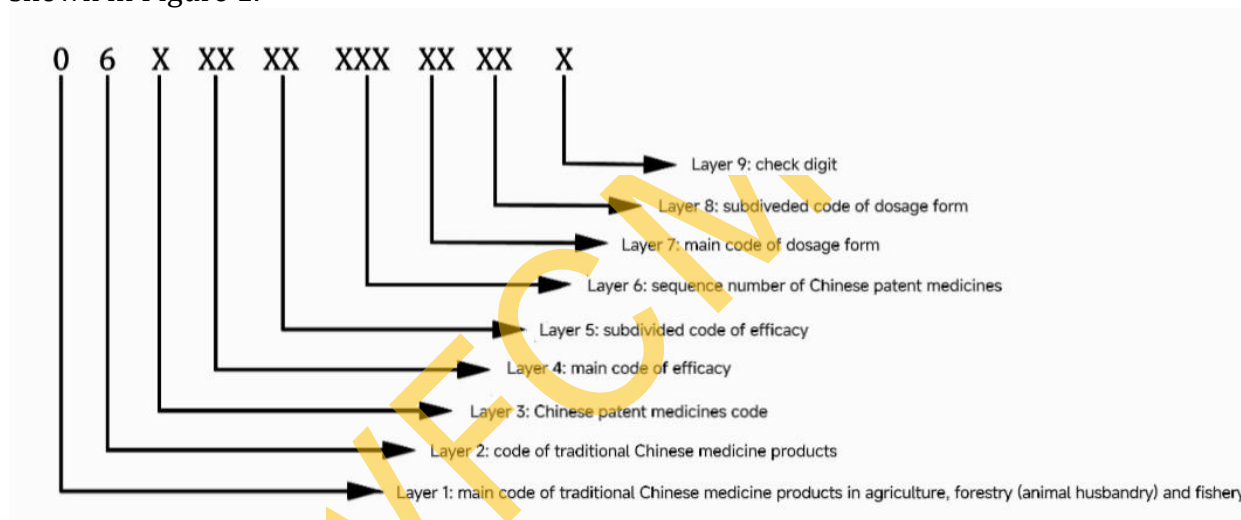 shown in Figure 1.
0 6 X XX XX XXX XX XX X
Layer 9: check digit
Layer 8: subdiveded code of dosage form
Layer 7: main code of dosage form
Layer 6: sequence number of Chinese patent medicines
Layer 5: subdivided code of efficacy
Layer 4: main code of efficacy
Layer 3: Chinese patent medicines code
Layer 2: code of traditional Chinese medicine products
Layer 1: main code of traditional Chinese medicine products in agriculture, forestry (animal husbandry) and fishery
WFCM